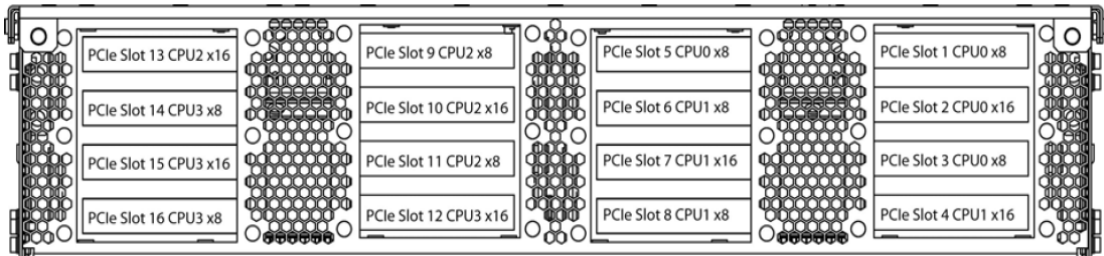 PCIe Slot 13 CPU2 x16
PCIe Slot 14 CPU3 x8
PCIe Slot 15 CPU3 x16
PCIe Slot 16 CPU3 x8
PCIe Slot 9 CPU2 x8
PCIe Slot 10 CPU2 x16
PCIe Slot 11 CPU2 x8
PCIe Slot 12 CPU3 x16
PCIe Slot 5 CPU0 x8
PCIe Slot 6 CPU1 x8
PCIe Slot 7 CPU1 x16
PCIe Slot 8 CPU1 x8
PCIe Slot 1 CPU0 x8
PCIe Slot 2 CPU0 x16
PCIe Slot 3 CPU0 x8
PCIe Slot 4 CPU1 x16